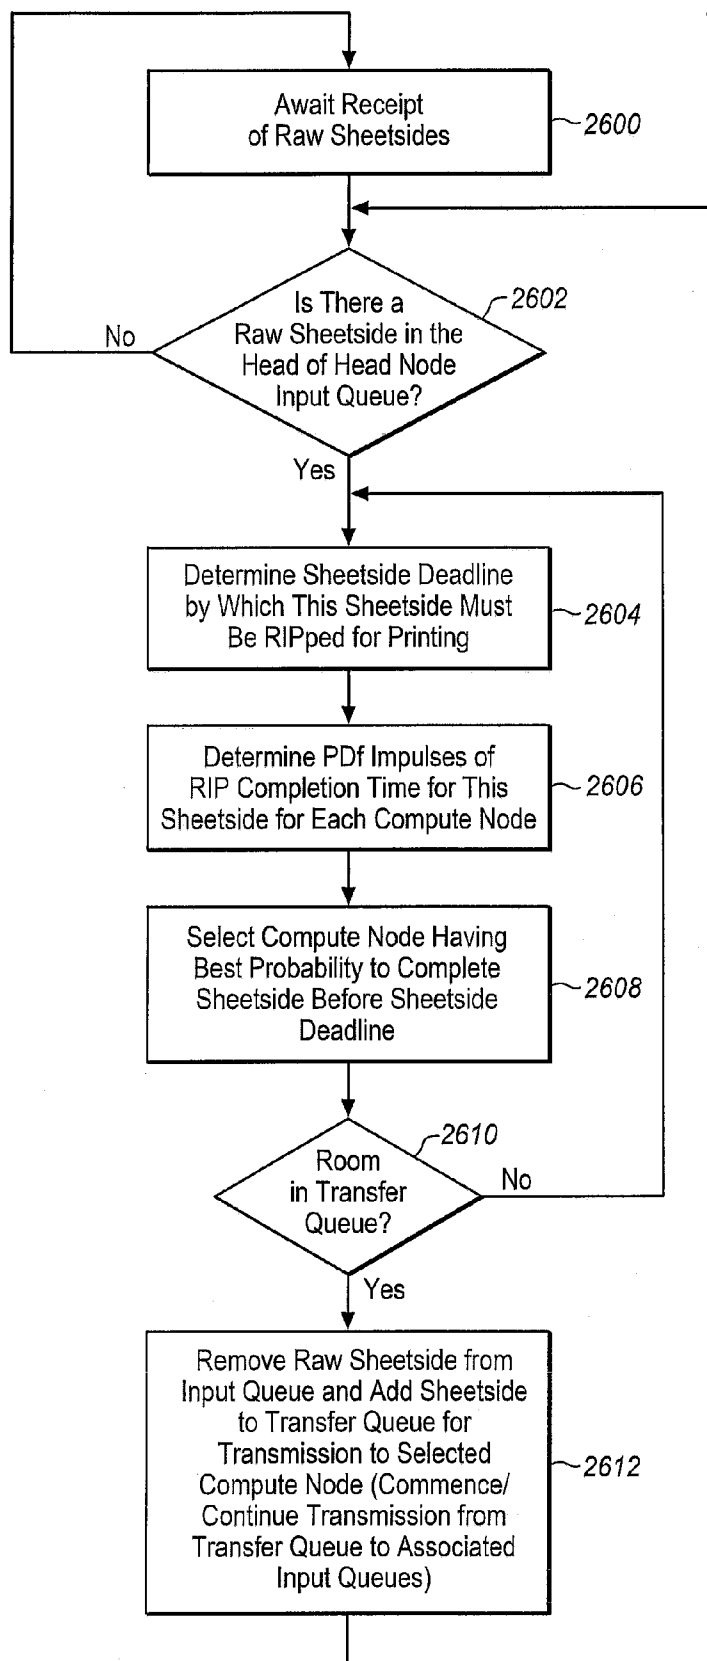 Await Receipt
of Raw Sheetsides
2600
Is There a
Raw Sheetside in the
Head of Head Node
Input Queue?
2602
No
Yes
Determine Sheetside Deadline
by Which This Sheetside Must
Be RIPped for Printing
2604
Determine PDf Impulses of
RIP Completion Time for This
Sheetside for Each Compute Node
2606
Select Compute Node Having
Best Probability to Complete
Sheetside Before Sheetside
Deadline
2608
Room
in Transfer
Queue?
2610
No
Yes
Remove Raw Sheetside from
Input Queue and Add Sheetside
to Transfer Queue for
Transmission to Selected
Compute Node (Commence/
Continue Transmission from
Transfer Queue to Associated
Input Queues)
2612